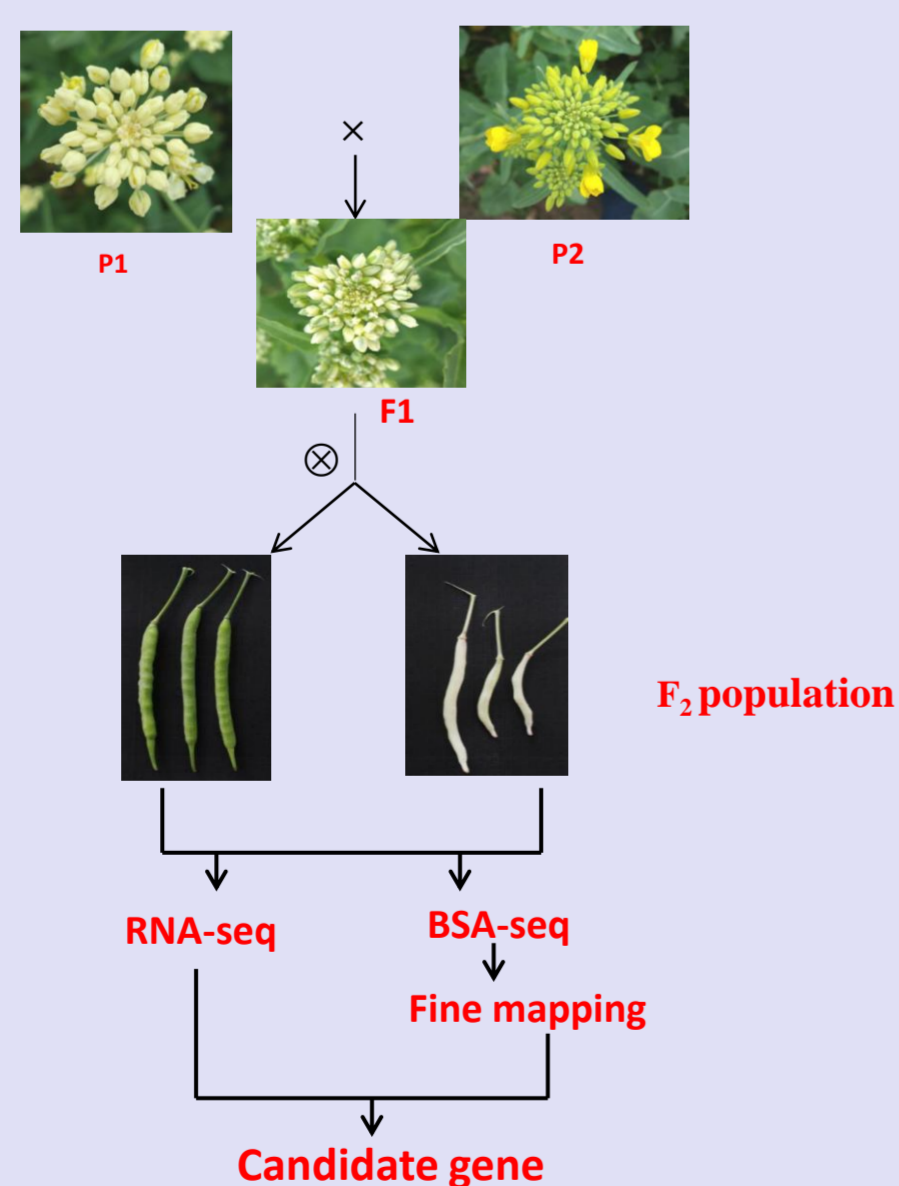 ×
P1
P2
F1
⊗
F₂ population
RNA-seq
BSA-seq
Fine mapping
Candidate gene